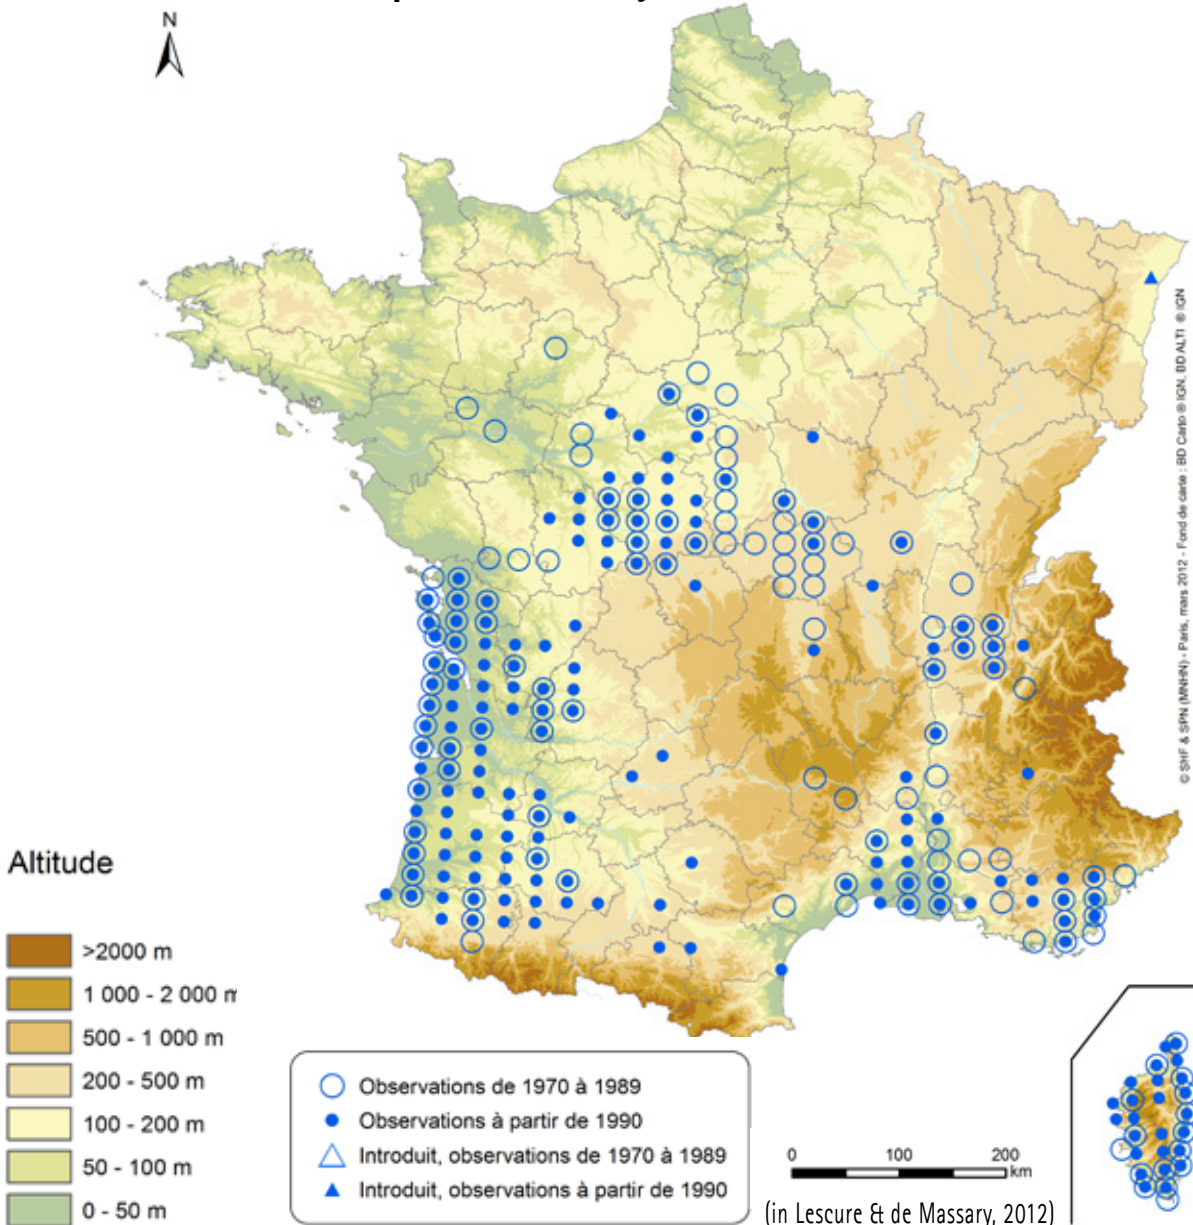 N
© SHF & SPN (MNHN) - Paris, mars 2012 - Fond de carte : BD Carto ® IGN, BD ALTI ® IGN
Altitude
>2000 m
1 000 - 2 000 m
500 - 1 000 m
200 - 500 m
100 - 200 m
50 - 100 m
0 - 50 m
Observations de 1970 à 1989
Observations à partir de 1990
Introduit, observations de 1970 à 1989
Introduit, observations à partir de 1990
0 100 200
km
(in Lescure & de Massary, 2012)